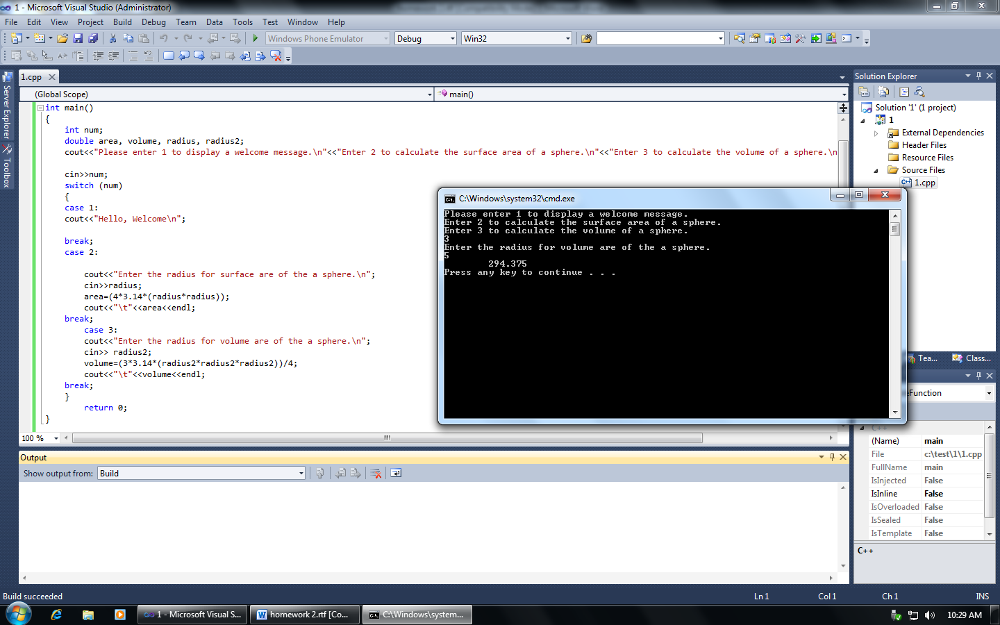 1 - Microsoft Visual Studio (Administrator)
File Edit View Project Build Debug Team Data Tools Test Window Help
Windows Phone Emulator Debug Win32
1.cpp
(Global Scope) main()
Server Explorer
Toolbox
int main()
{
int num;
double area, volume, radius, radius2;
cout<<"Please enter 1 to display a welcome message.\n"<<"Enter 2 to calculate the surface area of a sphere.\n"<<"Enter 3 to calculate the volume of a sphere.\n
cin>>num;
switch (num)
{
case 1:
cout<<"Hello, Welcome\n";
break;
case 2:
cout<<"Enter the radius for surface are of the a sphere.\n";
cin>>radius;
area=(4*3.14*(radius*radius));
cout<<"\t"<<area<<endl;
break;
case 3:
cout<<"Enter the radius for volume are of the a sphere.\n";
cin>> radius2;
volume=(3*3.14*(radius2*radius2*radius2))/4;
cout<<"\t"<<volume<<endl;
break;
}
return 0;
}
100 %
C:\Windows\system32\cmd.exe
Please enter 1 to display a welcome message.
Enter 2 to calculate the surface area of a sphere.
Enter 3 to calculate the volume of a sphere.
3
Enter the radius for volume are of the a sphere.
5
294.375
Press any key to continue . . .
Solution Explorer
Solution '1' (1 project)
1
External Dependencies
Header Files
Resource Files
Source Files
1.cpp
Tea... Class...
eFunction
C++
(Name) main
File c:\test\1\1.cpp
FullName main
IsInjected False
IsInline False
IsOverloaded False
IsSealed False
IsTemplate False
C++
Output
Show output from: Build
Build succeeded Ln 1 Col 1 Ch 1 INS
1 - Microsoft Visual S... homework 2.rtf [Co... C:\Windows\system... 10:29 AM